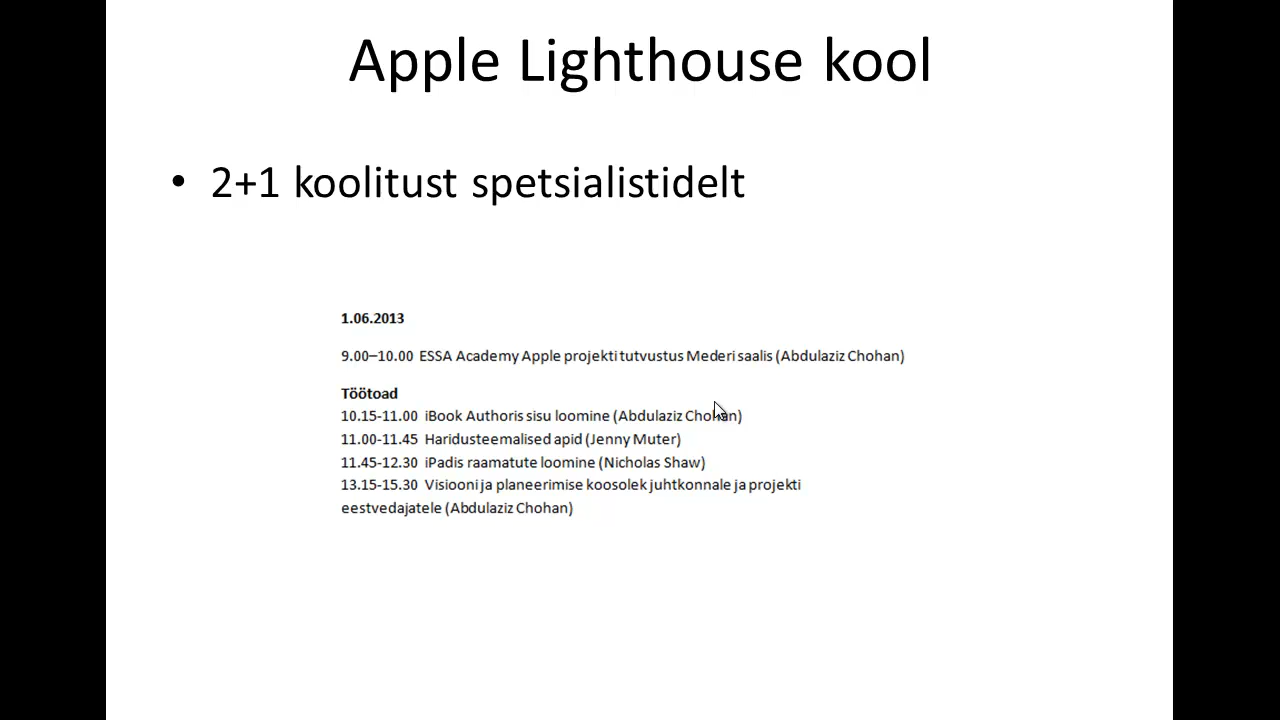 Apple Lighthouse kool
• 2+1 koolitust spetsialistidelt
1.06.2013
9.00–10.00 ESSA Academy Apple projekti tutvustus Mederi saalis (Abdulaziz Chohan)
Töötoad
10.15-11.00 iBook Authoris sisu loomine (Abdulaziz Chohan)
11.00-11.45 Haridusteemalised apid (Jenny Muter)
11.45-12.30 iPadis raamatute loomine (Nicholas Shaw)
13.15-15.30 Visiooni ja planeerimise koosolek juhtkonnale ja projekti
eestvedajatele (Abdulaziz Chohan)